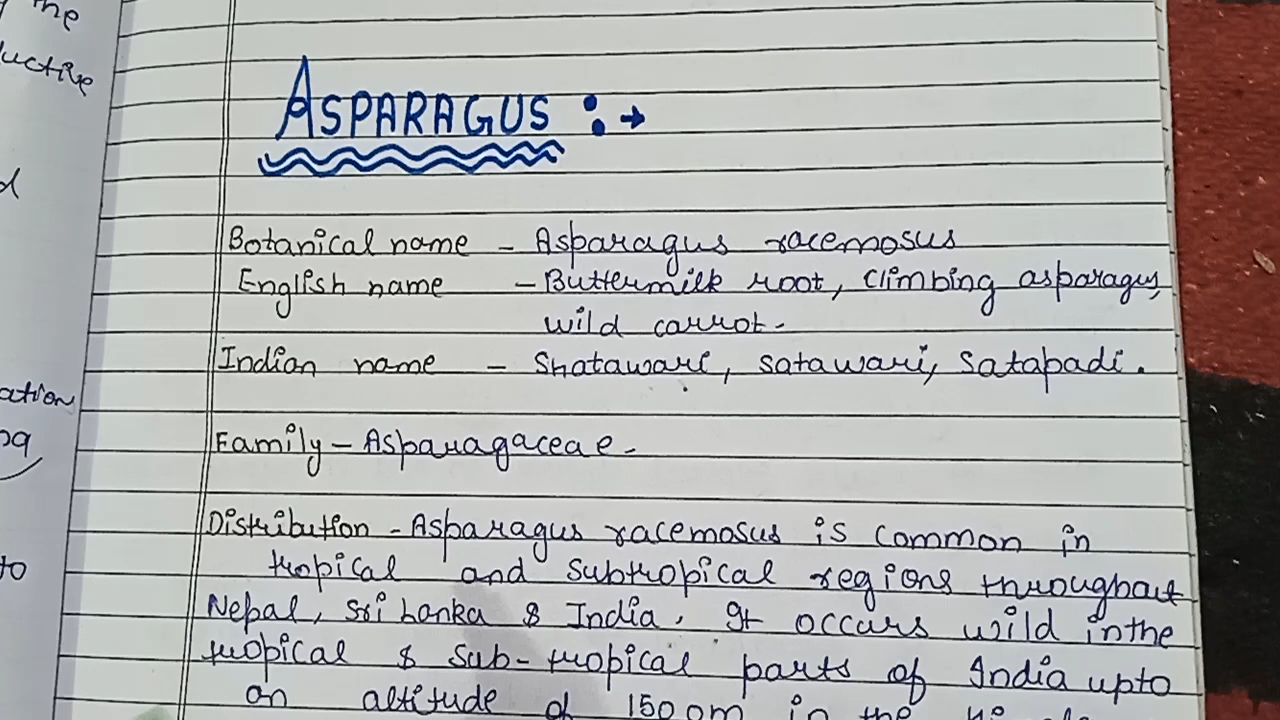 the
uctive
ASPARAGUS :→
Botanical name - Asparagus racemosus
English name - Buttermilk root, climbing asparagus,
wild carrot.
Indian name - Shatawari, satawari, Satapadi.
ation
Family - Asparagaceae.
Distribution - Asparagus racemosus is common in
to
tropical and subtropical regions throughout
Nepal, Sri Lanka & India. It occurs wild in the
tropical & sub-tropical parts of India upto
an altitude of 1500m in the